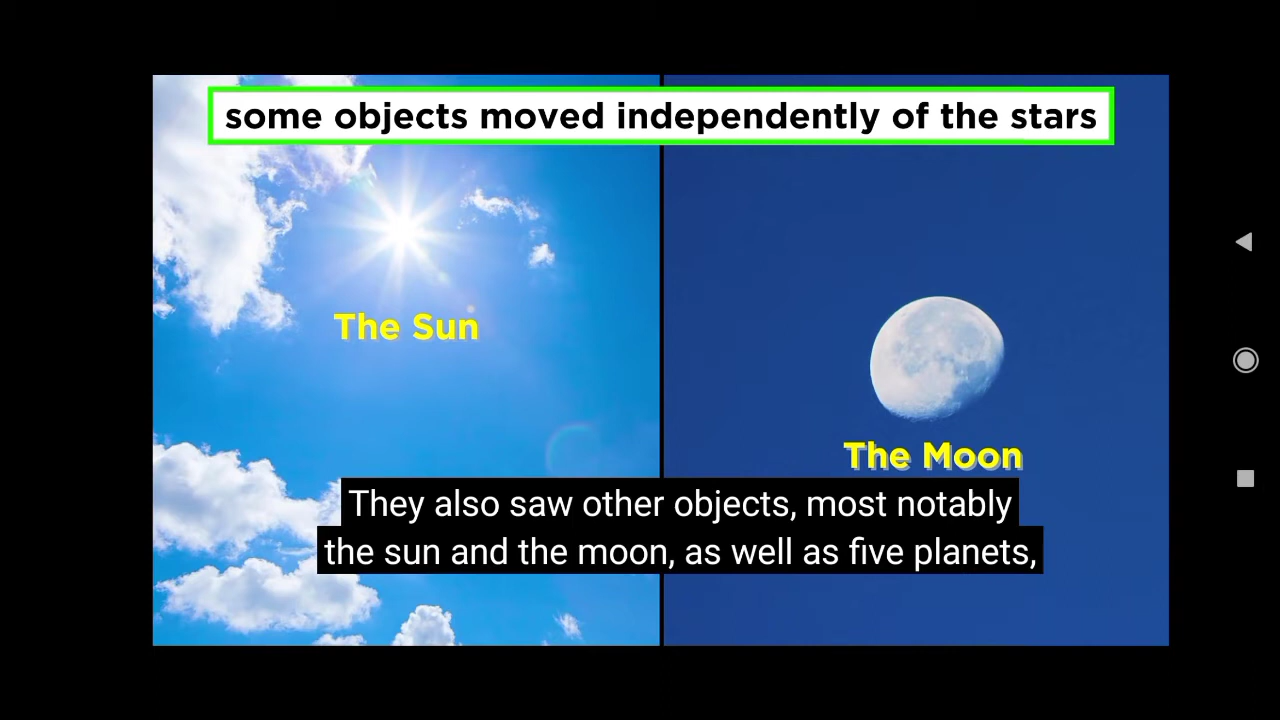 some objects moved independently of the stars
The Sun
The Moon
They also saw other objects, most notably
the sun and the moon, as well as five planets,